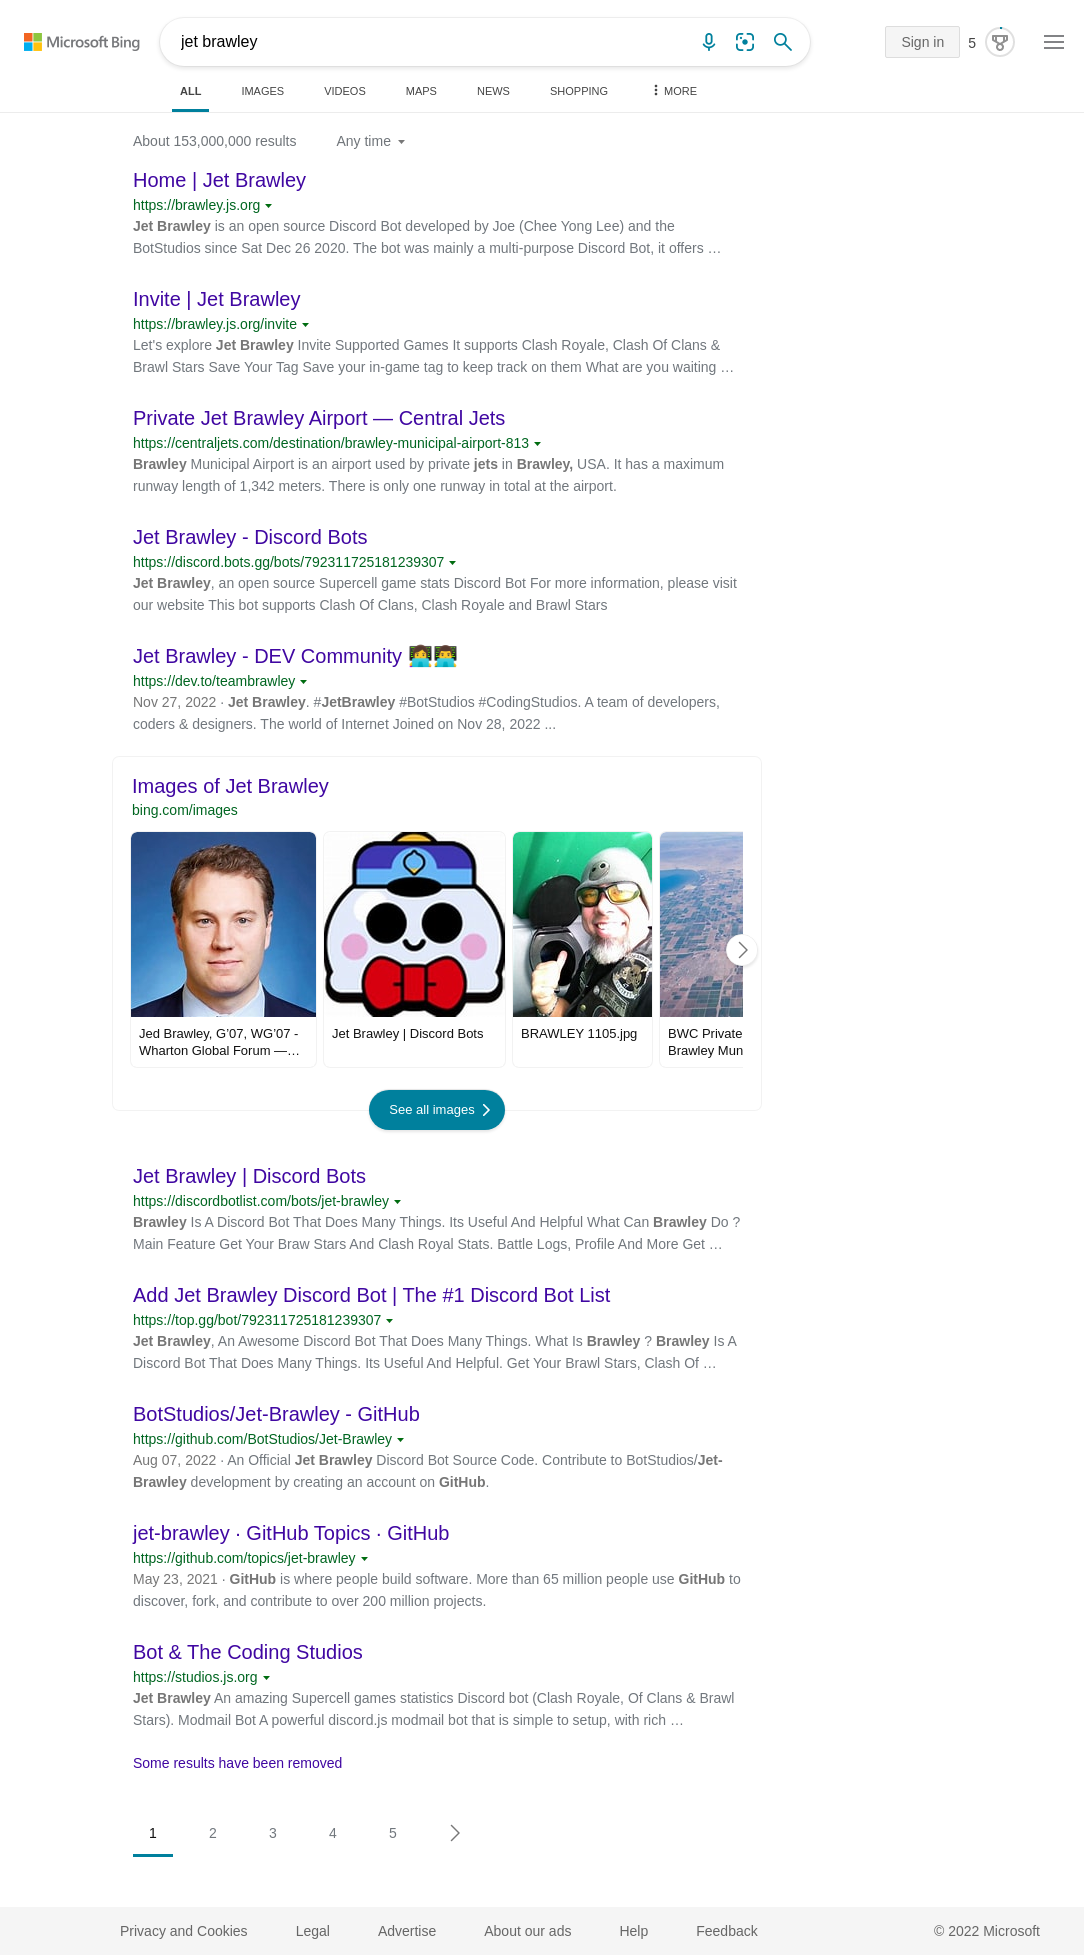 Microsoft Bing
jet brawley
Sign in
5
ALL IMAGES VIDEOS MAPS NEWS SHOPPING MORE
About 153,000,000 results Any time
Home | Jet Brawley
https://brawley.js.org
Jet Brawley is an open source Discord Bot developed by Joe (Chee Yong Lee) and the
BotStudios since Sat Dec 26 2020. The bot was mainly a multi-purpose Discord Bot, it offers …
Invite | Jet Brawley
https://brawley.js.org/invite
Let's explore Jet Brawley Invite Supported Games It supports Clash Royale, Clash Of Clans &
Brawl Stars Save Your Tag Save your in-game tag to keep track on them What are you waiting …
Private Jet Brawley Airport — Central Jets
https://centraljets.com/destination/brawley-municipal-airport-813
Brawley Municipal Airport is an airport used by private jets in Brawley, USA. It has a maximum
runway length of 1,342 meters. There is only one runway in total at the airport.
Jet Brawley - Discord Bots
https://discord.bots.gg/bots/792311725181239307
Jet Brawley, an open source Supercell game stats Discord Bot For more information, please visit
our website This bot supports Clash Of Clans, Clash Royale and Brawl Stars
Jet Brawley - DEV Community 👩‍💻👨‍💻
https://dev.to/teambrawley
Nov 27, 2022 · Jet Brawley. #JetBrawley #BotStudios #CodingStudios. A team of developers,
coders & designers. The world of Internet Joined on Nov 28, 2022 ...
Images of Jet Brawley
bing.com/images
Jed Brawley, G’07, WG’07 -
Wharton Global Forum —…
Jet Brawley | Discord Bots
BRAWLEY 1105.jpg
BWC Private
Brawley Mun
See all images
Jet Brawley | Discord Bots
https://discordbotlist.com/bots/jet-brawley
Brawley Is A Discord Bot That Does Many Things. Its Useful And Helpful What Can Brawley Do ?
Main Feature Get Your Braw Stars And Clash Royal Stats. Battle Logs, Profile And More Get …
Add Jet Brawley Discord Bot | The #1 Discord Bot List
https://top.gg/bot/792311725181239307
Jet Brawley, An Awesome Discord Bot That Does Many Things. What Is Brawley ? Brawley Is A
Discord Bot That Does Many Things. Its Useful And Helpful. Get Your Brawl Stars, Clash Of …
BotStudios/Jet-Brawley - GitHub
https://github.com/BotStudios/Jet-Brawley
Aug 07, 2022 · An Official Jet Brawley Discord Bot Source Code. Contribute to BotStudios/Jet-
Brawley development by creating an account on GitHub.
jet-brawley · GitHub Topics · GitHub
https://github.com/topics/jet-brawley
May 23, 2021 · GitHub is where people build software. More than 65 million people use GitHub to
discover, fork, and contribute to over 200 million projects.
Bot & The Coding Studios
https://studios.js.org
Jet Brawley An amazing Supercell games statistics Discord bot (Clash Royale, Of Clans & Brawl
Stars). Modmail Bot A powerful discord.js modmail bot that is simple to setup, with rich …
Some results have been removed
1 2 3 4 5
Privacy and Cookies Legal Advertise About our ads Help Feedback © 2022 Microsoft